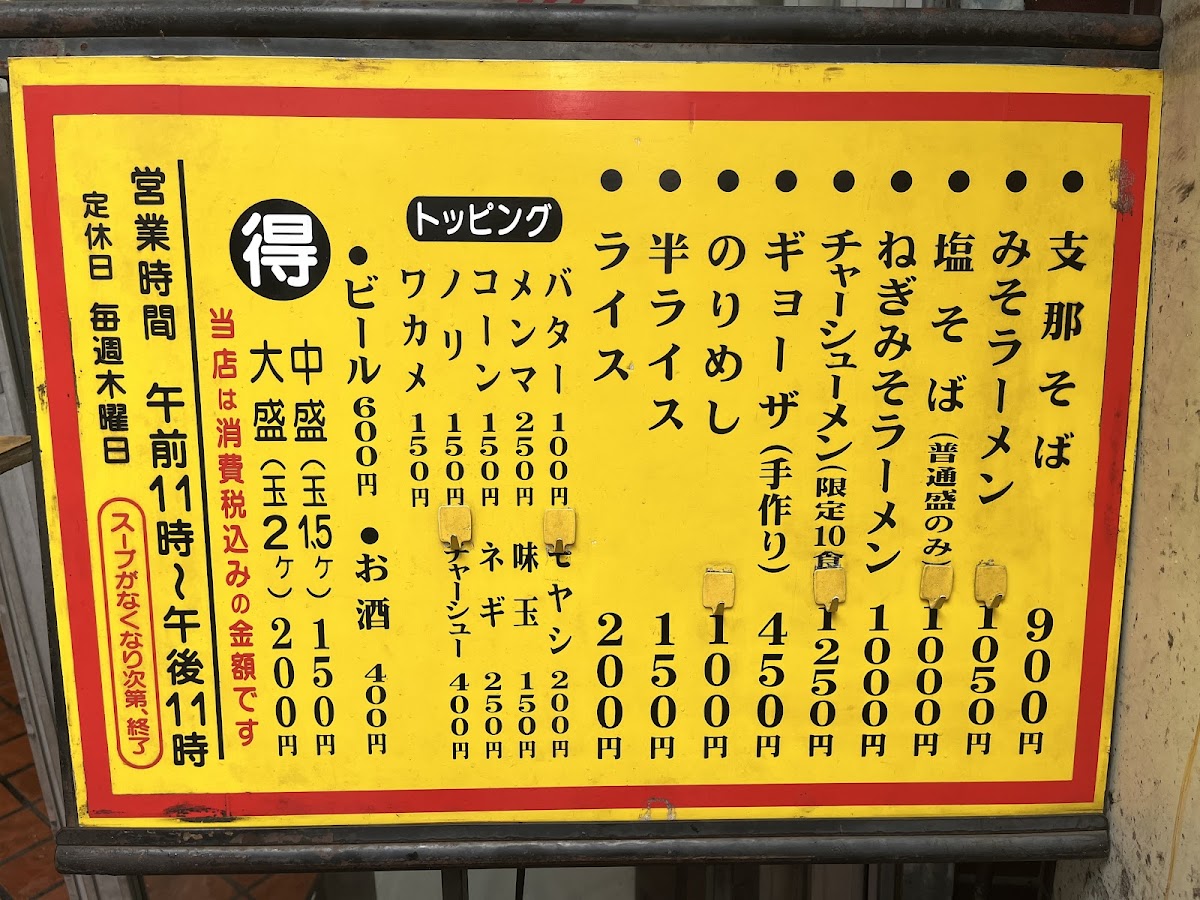 ●支那そば 900円
●みそラーメン 1050円
●塩そば(普通盛のみ) 1000円
●ねぎみそラーメン 1000円
●チャーシューメン(限定10食) 1250円
●ギョーザ(手作り) 450円
●のりめし 100円
●半ライス 150円
●ライス 200円
トッピング
バター100円 モヤシ200円
メンマ250円 味玉150円
コーン150円 ネギ250円
ノリ150円 チャーシュー400円
ワカメ150円
●ビール600円 ●お酒400円
得
中盛(玉1.5ヶ)150円
大盛(玉2ヶ)200円
当店は消費税込みの金額です
営業時間 午前11時〜午後11時
定休日 毎週木曜日
スープがなくなり次第、終了